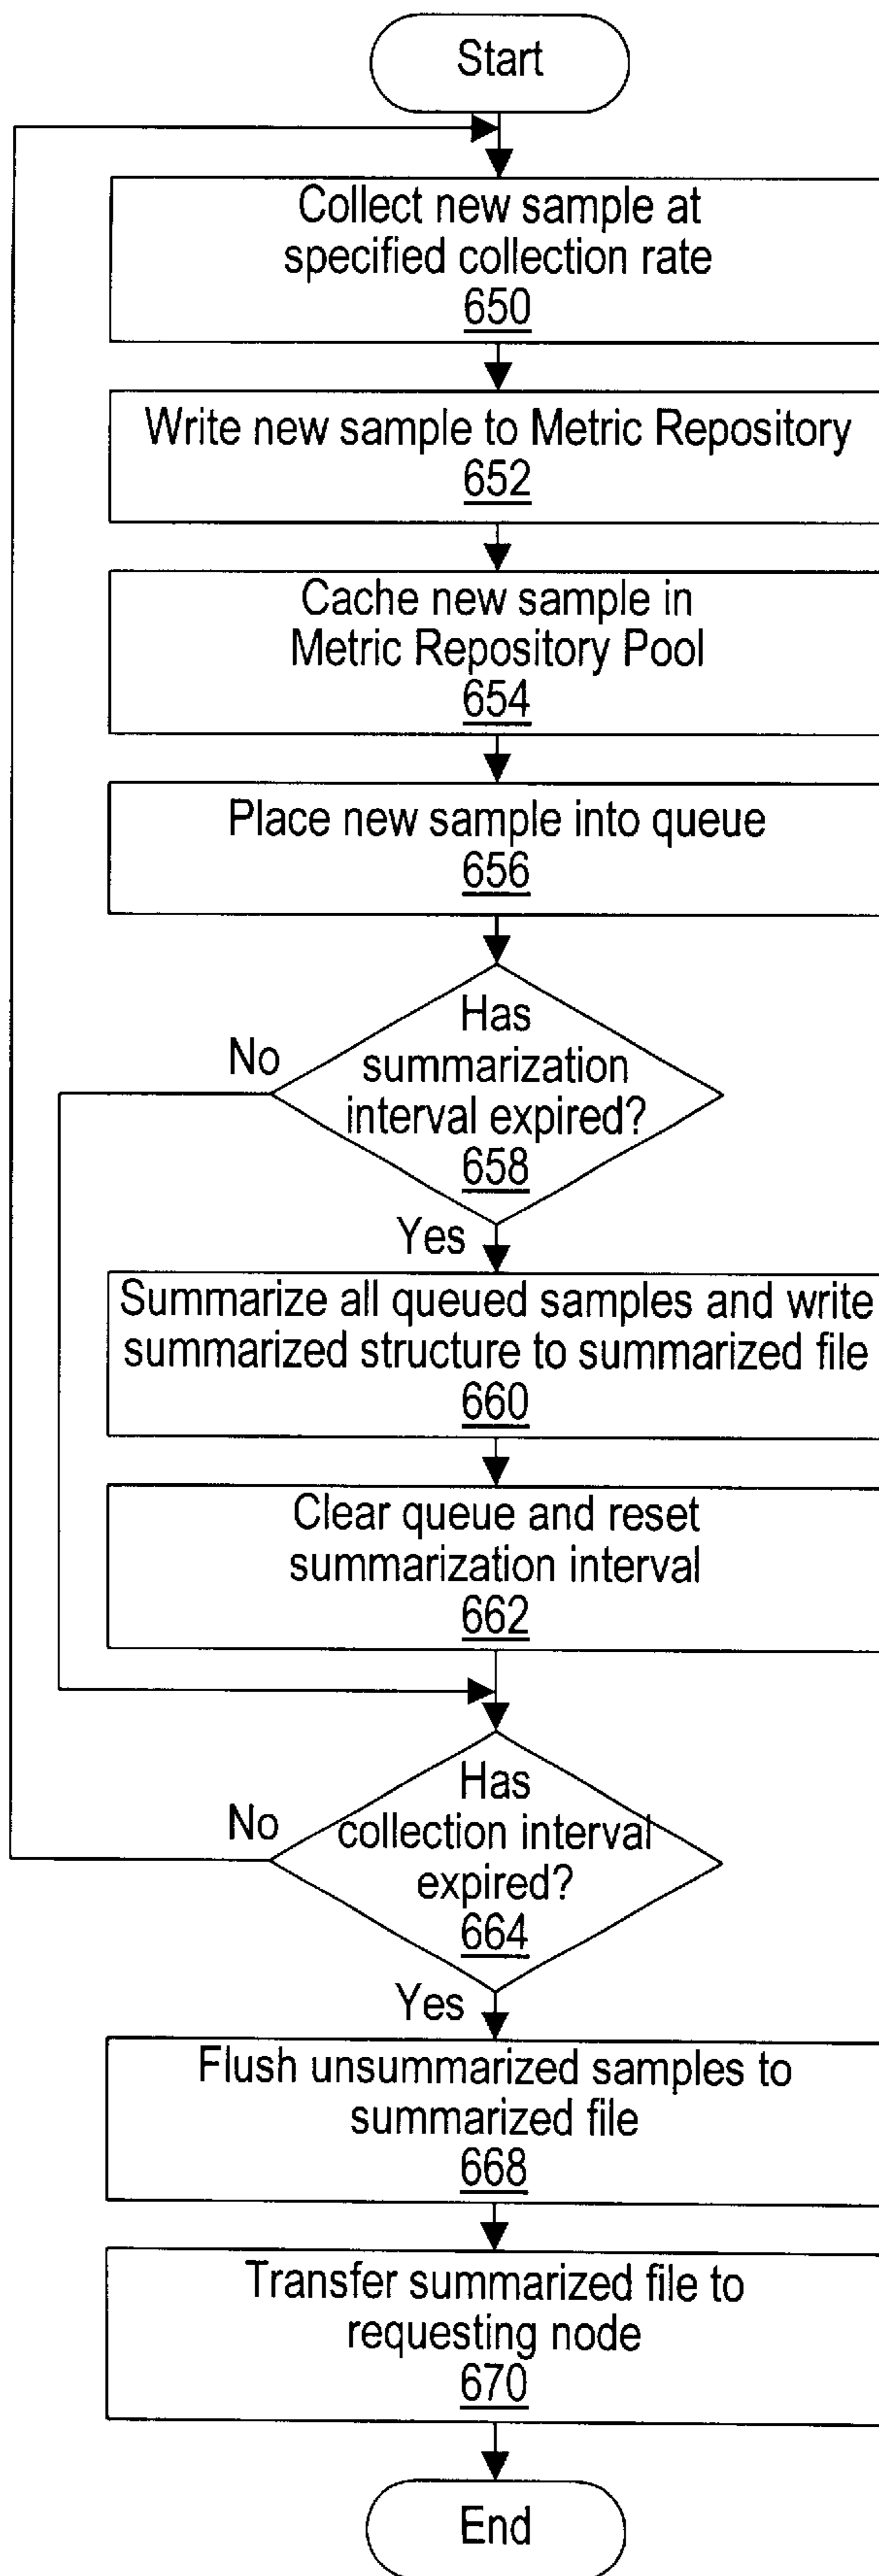 Start
Collect new sample at
specified collection rate
650
Write new sample to Metric Repository
652
Cache new sample in
Metric Repository Pool
654
Place new sample into queue
656
Has
summarization
interval expired?
658
No
Yes
Summarize all queued samples and write
summarized structure to summarized file
660
Clear queue and reset
summarization interval
662
Has
collection interval
expired?
664
No
Yes
Flush unsummarized samples to
summarized file
668
Transfer summarized file to
requesting node
670
End